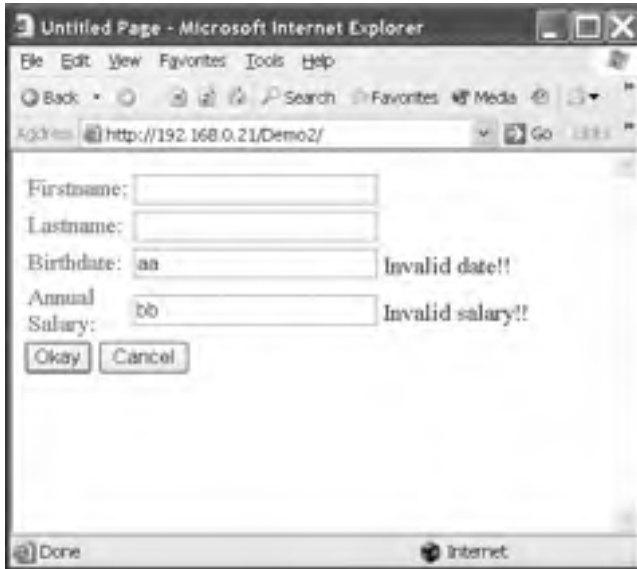 Untitled Page - Microsoft Internet Explorer
File Edit View Favorites Tools Help
Back Search Favorites Media
Address http://192.168.0.21/Demo2/ Go
Firstname:
Lastname:
Birthdate: aa Invalid date!!
Annual
Salary: bb Invalid salary!!
Okay Cancel
Done Internet